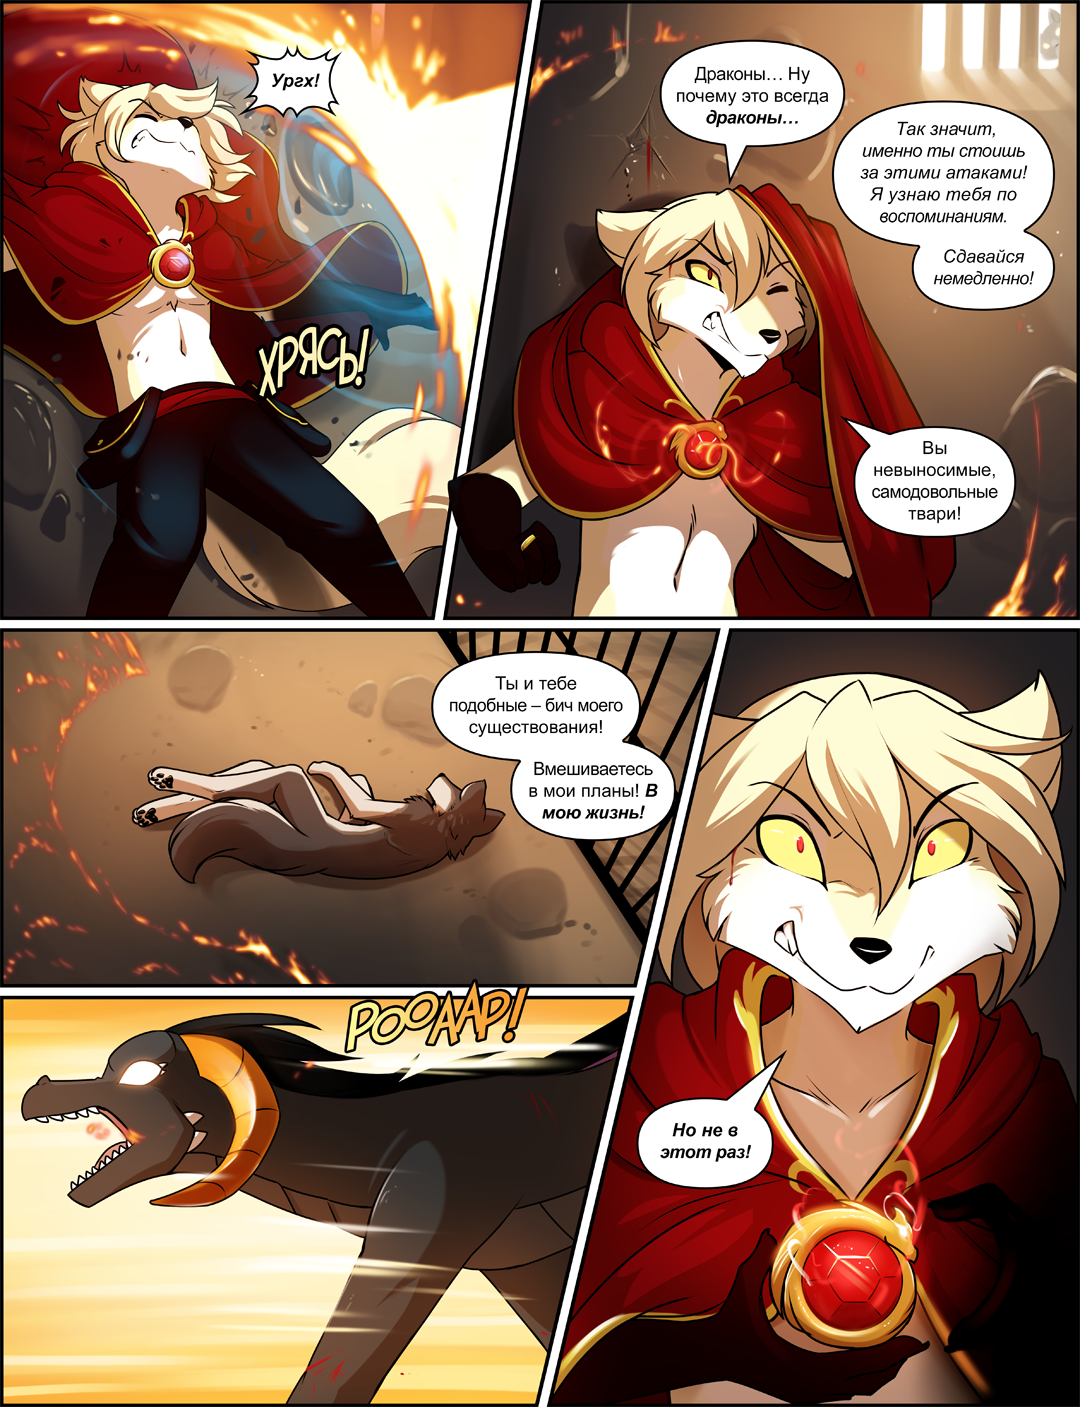 Ургх!
ХРЯСЬ!
Драконы... Ну
почему это всегда
драконы...
Так значит,
именно ты стоишь
за этими атаками!
Я узнаю тебя по
воспоминаниям.
Сдавайся
немедленно!
Вы
невыносимые,
самодовольные
твари!
Ты и тебе
подобные – бич моего
существования!
Вмешиваетесь
в мои планы! В
мою жизнь!
РОООАААР!
Но не в
этот раз!